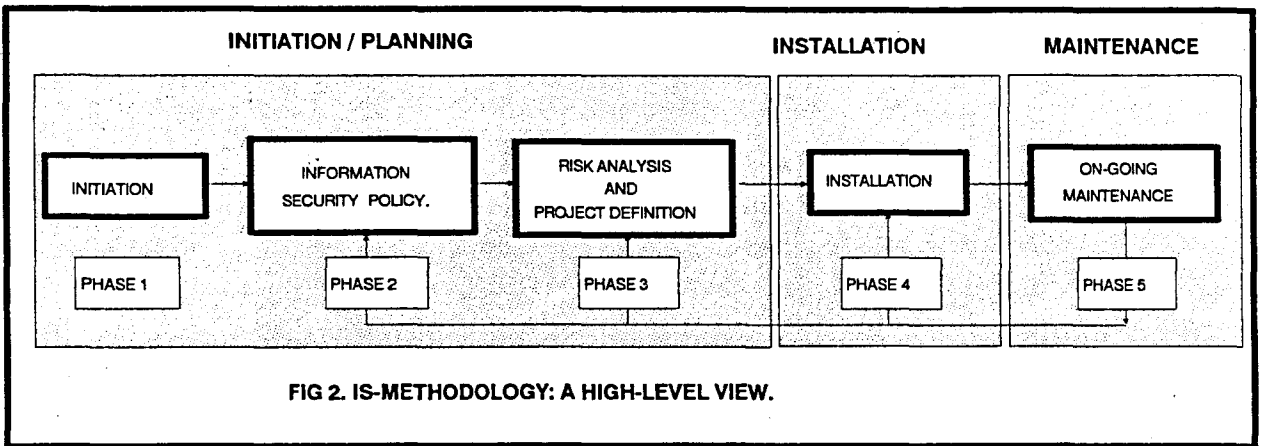 INITIATION / PLANNING
INSTALLATION
MAINTENANCE
INITIATION
INFORMATION
SECURITY POLICY.
RISK ANALYSIS
AND
PROJECT DEFINITION
INSTALLATION
ON-GOING
MAINTENANCE
PHASE 1
PHASE 2
PHASE 3
PHASE 4
PHASE 5
FIG 2. IS-METHODOLOGY: A HIGH-LEVEL VIEW.